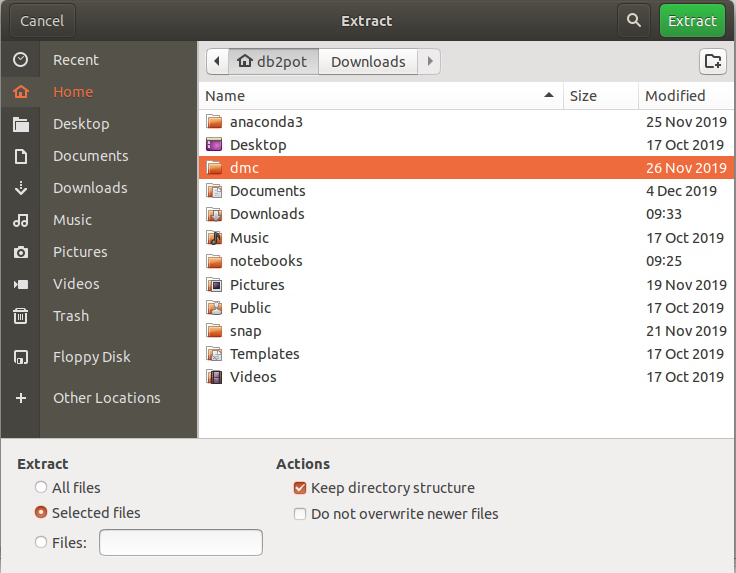 Cancel Extract Extract
Recent
Home
Desktop
Documents
Downloads
Music
Pictures
Videos
Trash
Floppy Disk
Other Locations
db2pot Downloads
Name Size Modified
anaconda3 25 Nov 2019
Desktop 17 Oct 2019
dmc 26 Nov 2019
Documents 4 Dec 2019
Downloads 09:33
Music 17 Oct 2019
notebooks 09:25
Pictures 19 Nov 2019
Public 17 Oct 2019
snap 21 Nov 2019
Templates 17 Oct 2019
Videos 17 Oct 2019
Extract
All files
Selected files
Files:
Actions
Keep directory structure
Do not overwrite newer files